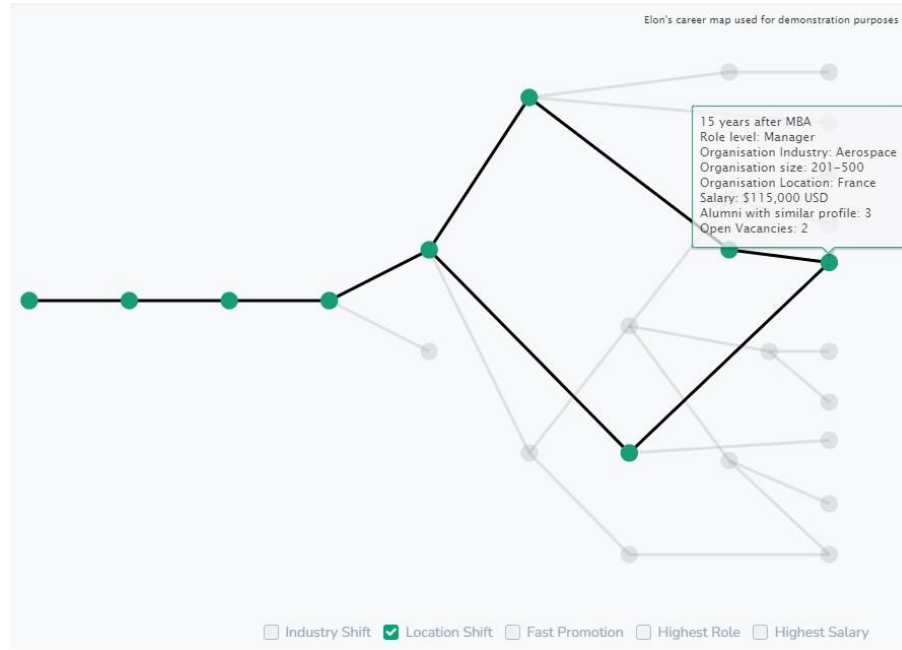 Elon's career map used for demonstration purposes
15 years after MBA
Role level: Manager
Organisation Industry: Aerospace
Organisation size: 201-500
Organisation Location: France
Salary: $115,000 USD
Alumni with similar profile: 3
Open Vacancies: 2
Industry Shift Location Shift Fast Promotion Highest Role Highest Salary